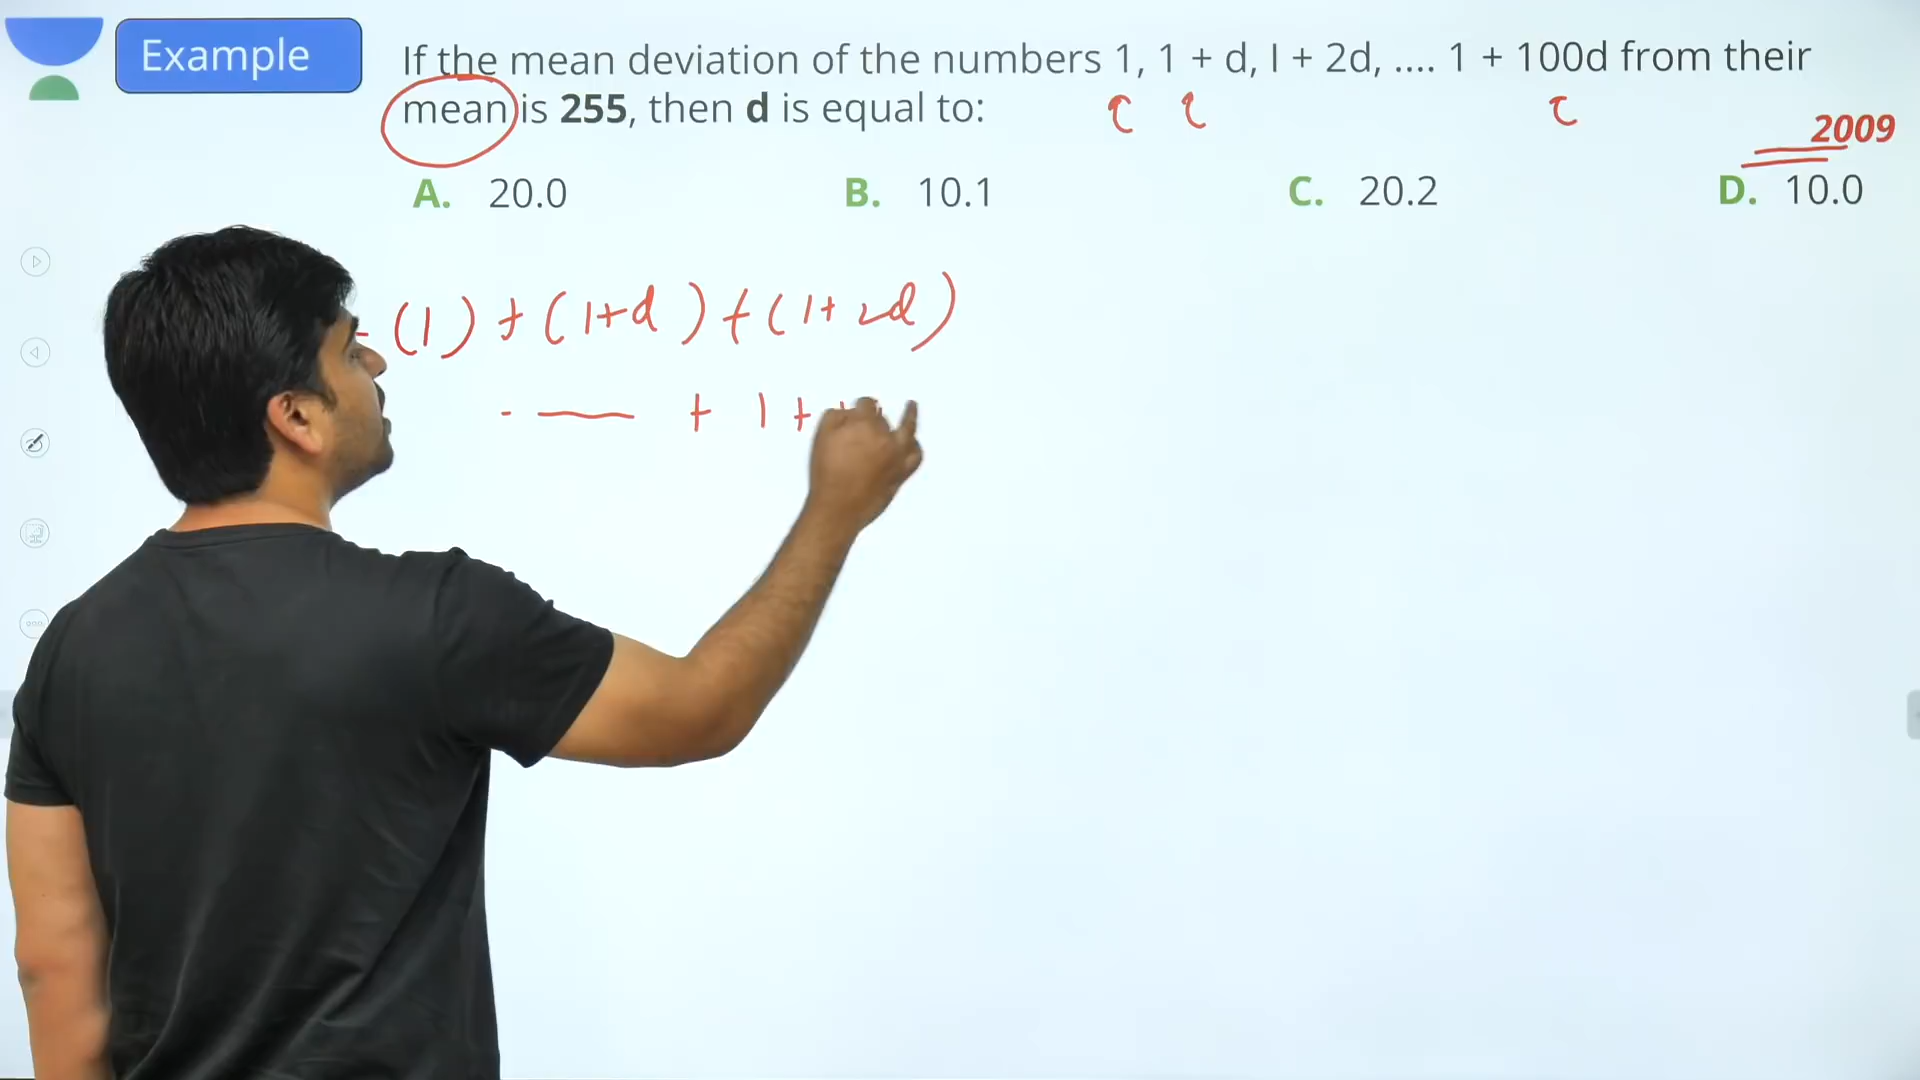 Example
If the mean deviation of the numbers 1, 1 + d, l + 2d, .... 1 + 100d from their
mean is 255, then d is equal to:
2009
A. 20.0 B. 10.1 C. 20.2 D. 10.0
(1) + (1+d) + (1+2d)
+ 1 +